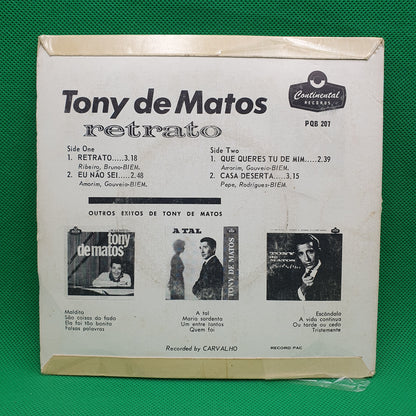 Continental
RECORDS
PQB 207
Tony de Matos
retrato
Side One
1. RETRATO.....3.18
Ribeiro, Bruno-BIEM.
2. EU NÃO SEI.....2.48
Amorim, Gouveia-BIEM.
Side Two
1. QUE QUERES TU DE MIM.....2.39
Amorim, Gouveia-BIEM.
2. CASA DESERTA.....3.15
Pepe, Rodrigues-BIEM.
OUTROS EXITOS DE TONY DE MATOS
tony
de matos
Maldita
São coisas do fado
Ela foi tão bonita
Falsas palavras
A TAL
TONY DE MATOS
A tal
Maria sardenta
Um entre tantos
Quem foi
TONY
DE MATOS
Escândalo
A vida continua
Ou tarde ou cedo
Tristemente
Recorded by CARVALHO
RECORD PAC